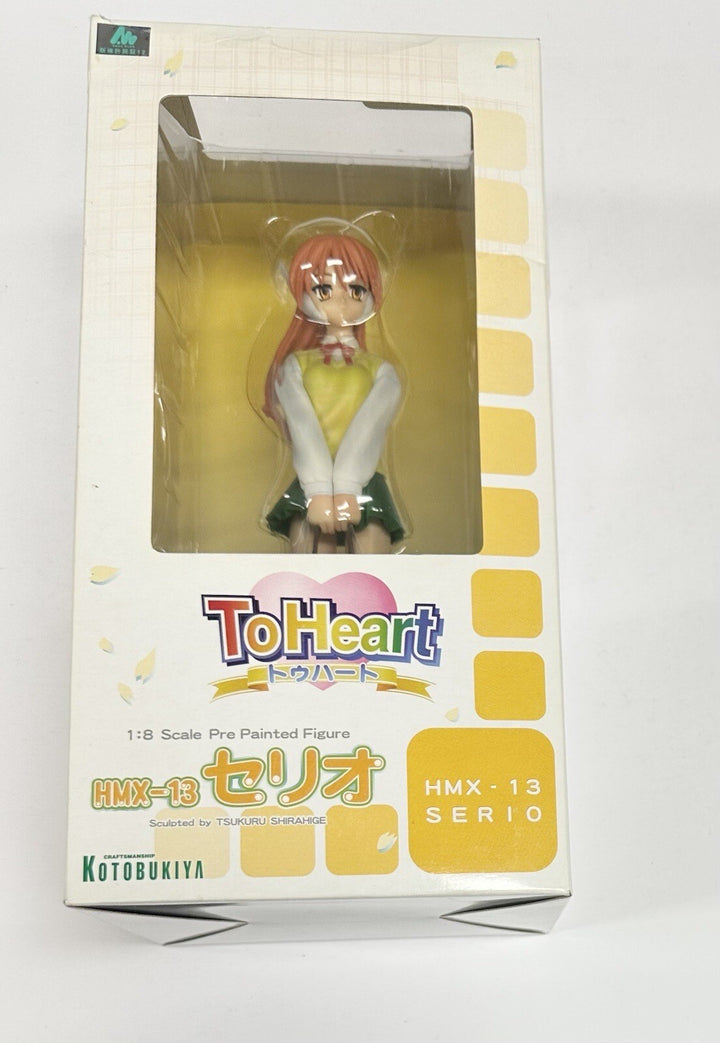 ToHeart
トゥハート
1:8 Scale Pre Painted Figure
HMX-13 セリオ
Sculpted by TSUKURU SHIRAHIGE
HMX - 13
SERIO
CRAFTSMANSHIP
KOTOBUKIYA